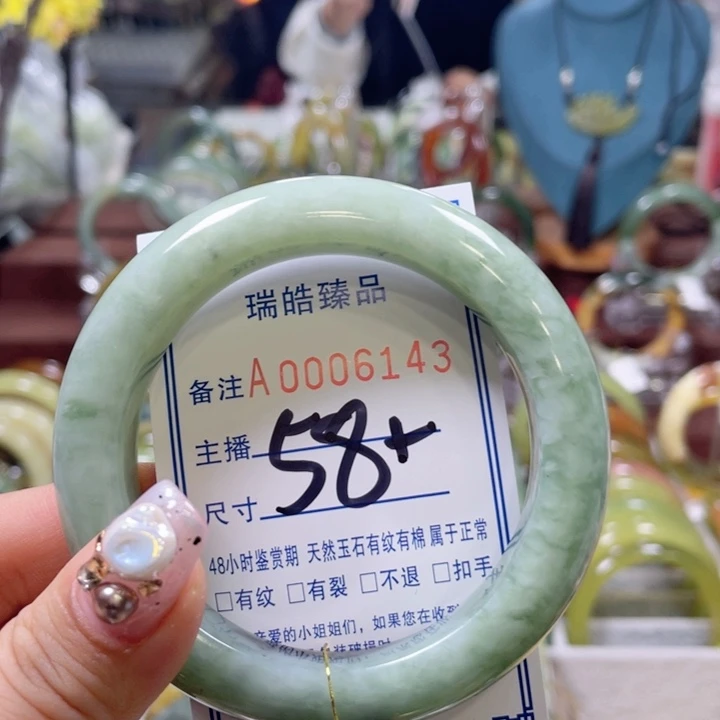 瑞皓臻品
备注A0006143
主播
尺寸58+
48小时鉴赏期 天然玉石有纹有棉 属于正常
□有纹 □有裂 □不退 □扣手
亲爱的小姐姐们，如果您在收到